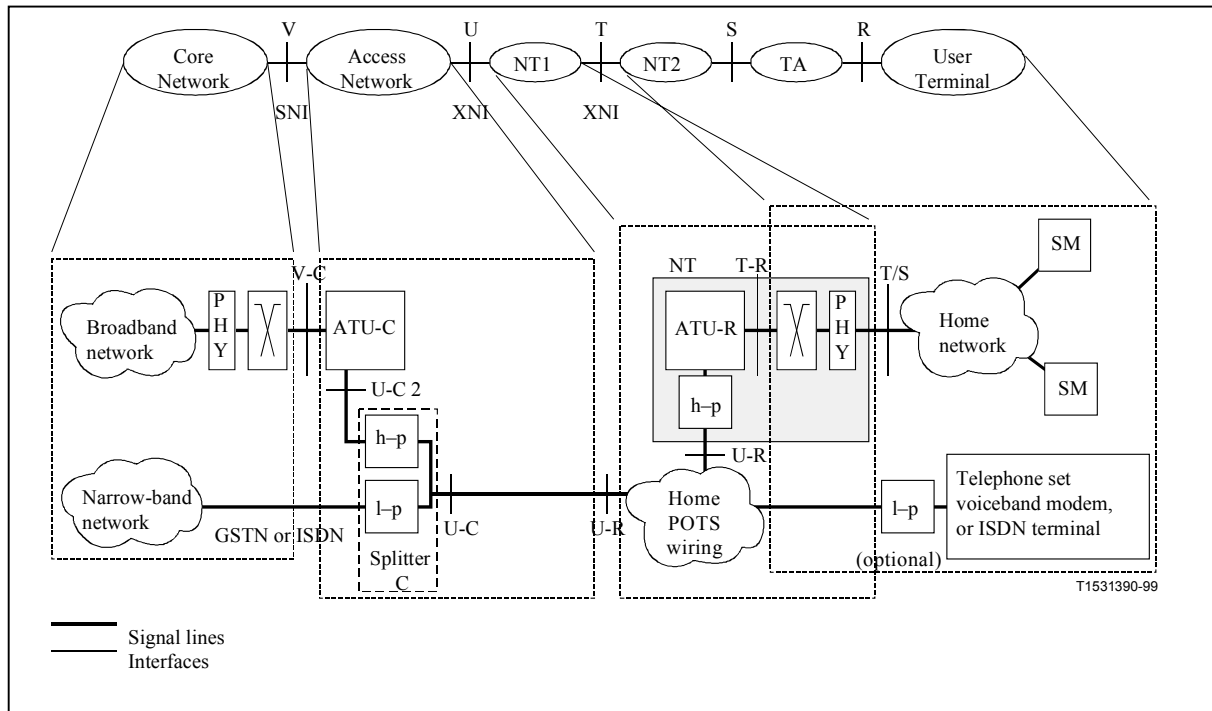 V
U
T
S
R
Core
Network
Access
Network
NT1
NT2
TA
User
Terminal
SNI
XNI
XNI
V-C
NT
T-R
T/S
SM
Broadband
network
P
H
Y
ATU-C
ATU-R
P
H
Y
Home
network
SM
U-C 2
h–p
h–p
U-R
Narrow-band
network
l–p
U-C
U-R
Home
POTS
wiring
l–p
Telephone set
voiceband modem,
or ISDN terminal
GSTN or ISDN
Splitter
C
(optional)
T1531390-99
Signal lines
Interfaces